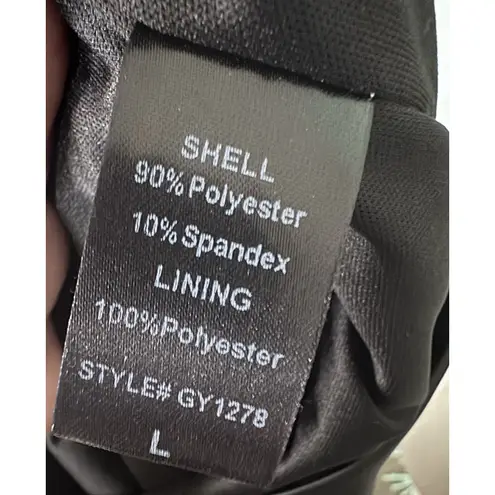 SHELL
90%Polyester
10%Spandex
LINING
100%Polyester
STYLE# GY1278
L